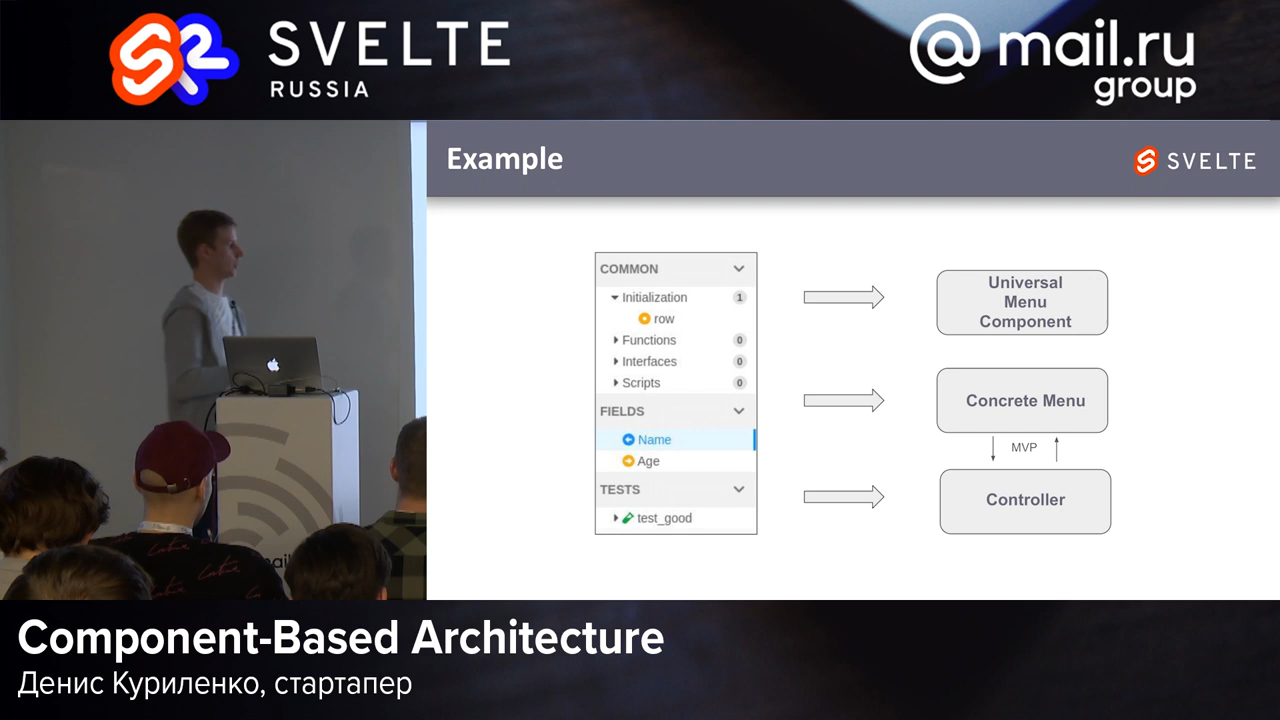 SVELTE
RUSSIA
@mail.ru
group
Example
SVELTE
COMMON
Initialization 1
row
Functions 0
Interfaces 0
Scripts 0
FIELDS
Name
Age
TESTS
test_good
Universal
Menu
Component
Concrete Menu
MVP
Controller
mail
Component-Based Architecture
Денис Куриленко, стартапер